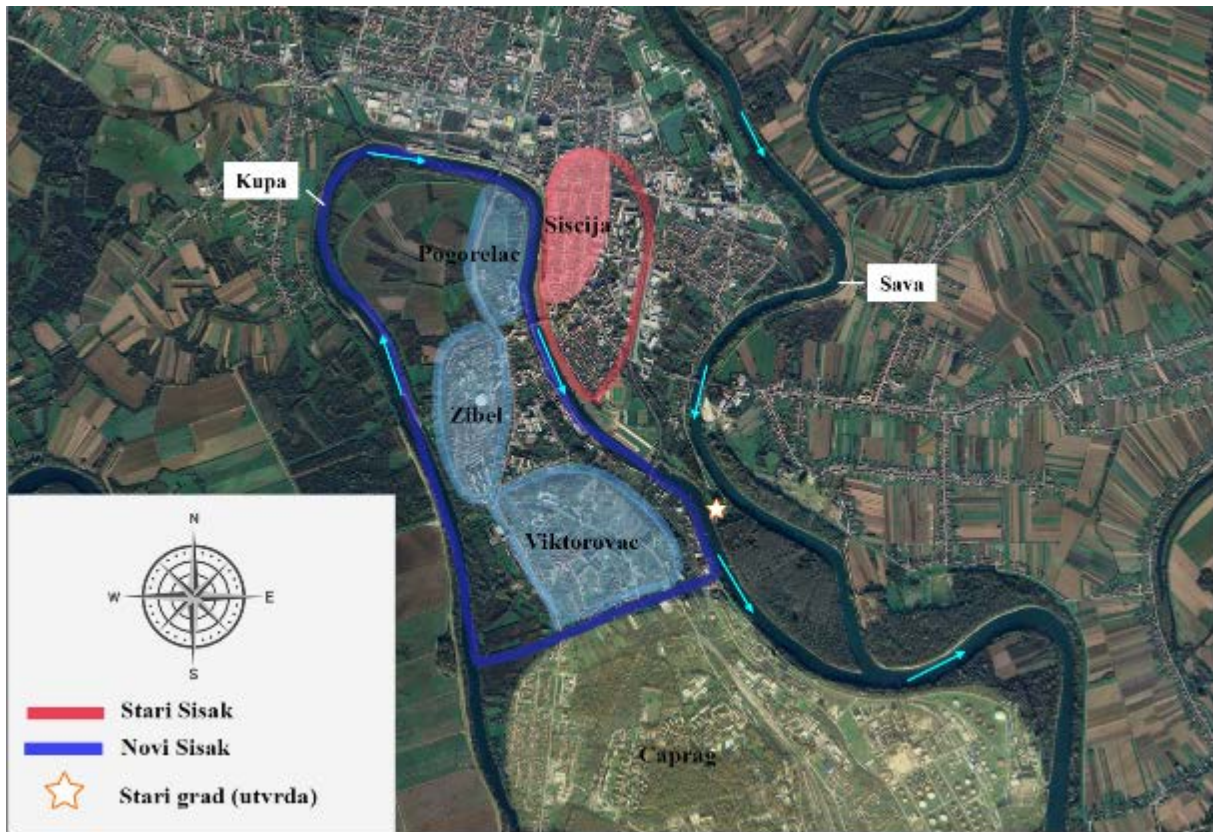 Kupa
Siscija
Pogorelac
Sava
Zibel
Viktorovac
Caprag
N
W
E
S
Stari Sisak
Novi Sisak
Stari grad (utvrda)